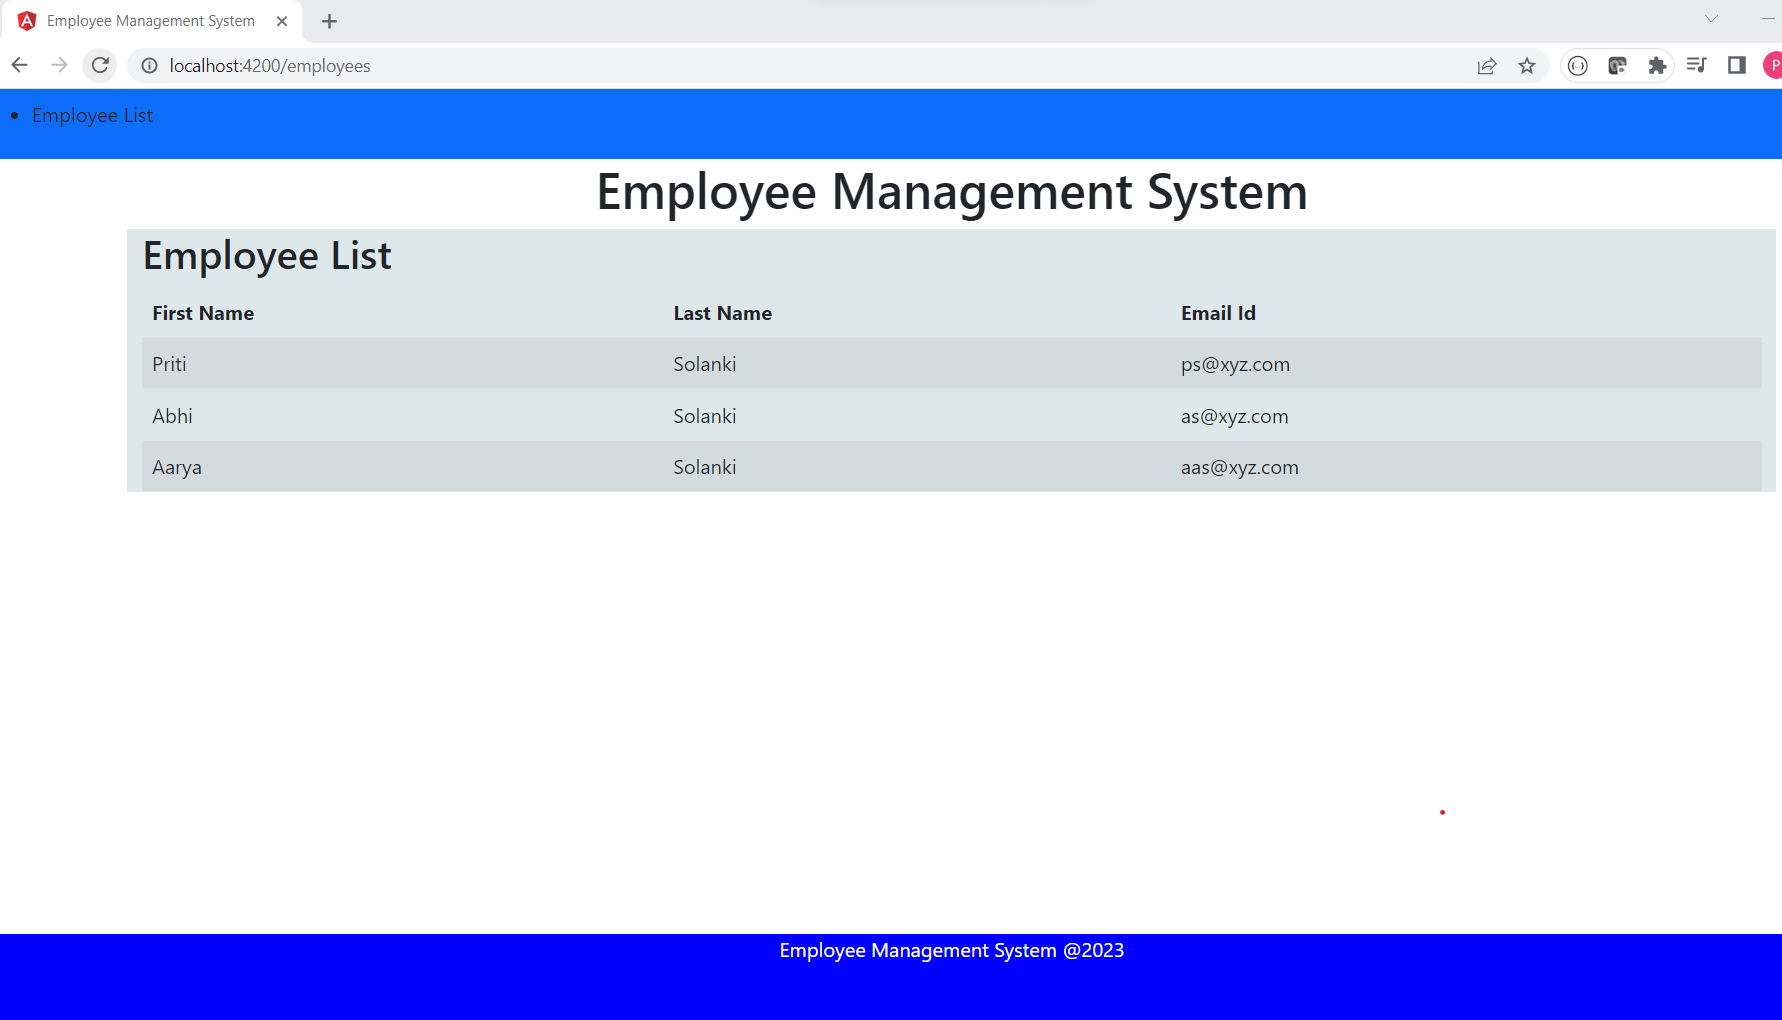 Employee Management System
localhost:4200/employees
P
Employee List
Employee Management System
Employee List
First Name Last Name Email Id
Priti Solanki ps@xyz.com
Abhi Solanki as@xyz.com
Aarya Solanki aas@xyz.com
Employee Management System @2023